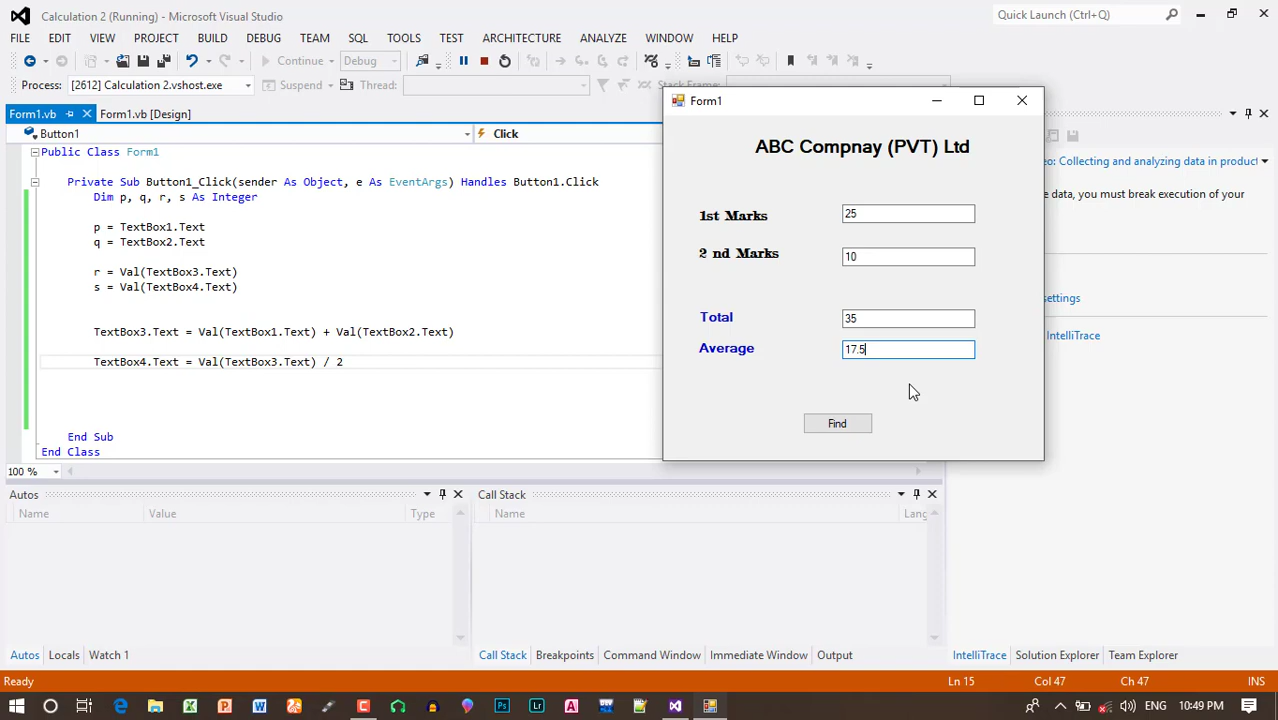 Calculation 2 (Running) - Microsoft Visual Studio
Quick Launch (Ctrl+Q)
FILE EDIT VIEW PROJECT BUILD DEBUG TEAM SQL TOOLS TEST ARCHITECTURE ANALYZE WINDOW HELP
Continue Debug
Process: [2612] Calculation 2.vshost.exe Suspend Thread: Stack Frame:
Form1.vb Form1.vb [Design]
Button1 Click
Public Class Form1
Private Sub Button1_Click(sender As Object, e As EventArgs) Handles Button1.Click
Dim p, q, r, s As Integer
p = TextBox1.Text
q = TextBox2.Text
r = Val(TextBox3.Text)
s = Val(TextBox4.Text)
TextBox3.Text = Val(TextBox1.Text) + Val(TextBox2.Text)
TextBox4.Text = Val(TextBox3.Text) / 2
End Sub
End Class
100 %
Form1
ABC Compnay (PVT) Ltd
1st Marks 25
2 nd Marks 10
Total 35
Average 17.5
Find
eo: Collecting and analyzing data in product
e data, you must break execution of your
settings
IntelliTrace
Autos
Name Value Type
Call Stack
Name Lang
Autos Locals Watch 1
Call Stack Breakpoints Command Window Immediate Window Output
IntelliTrace Solution Explorer Team Explorer
Ready Ln 15 Col 47 Ch 47 INS
ENG 10:49 PM